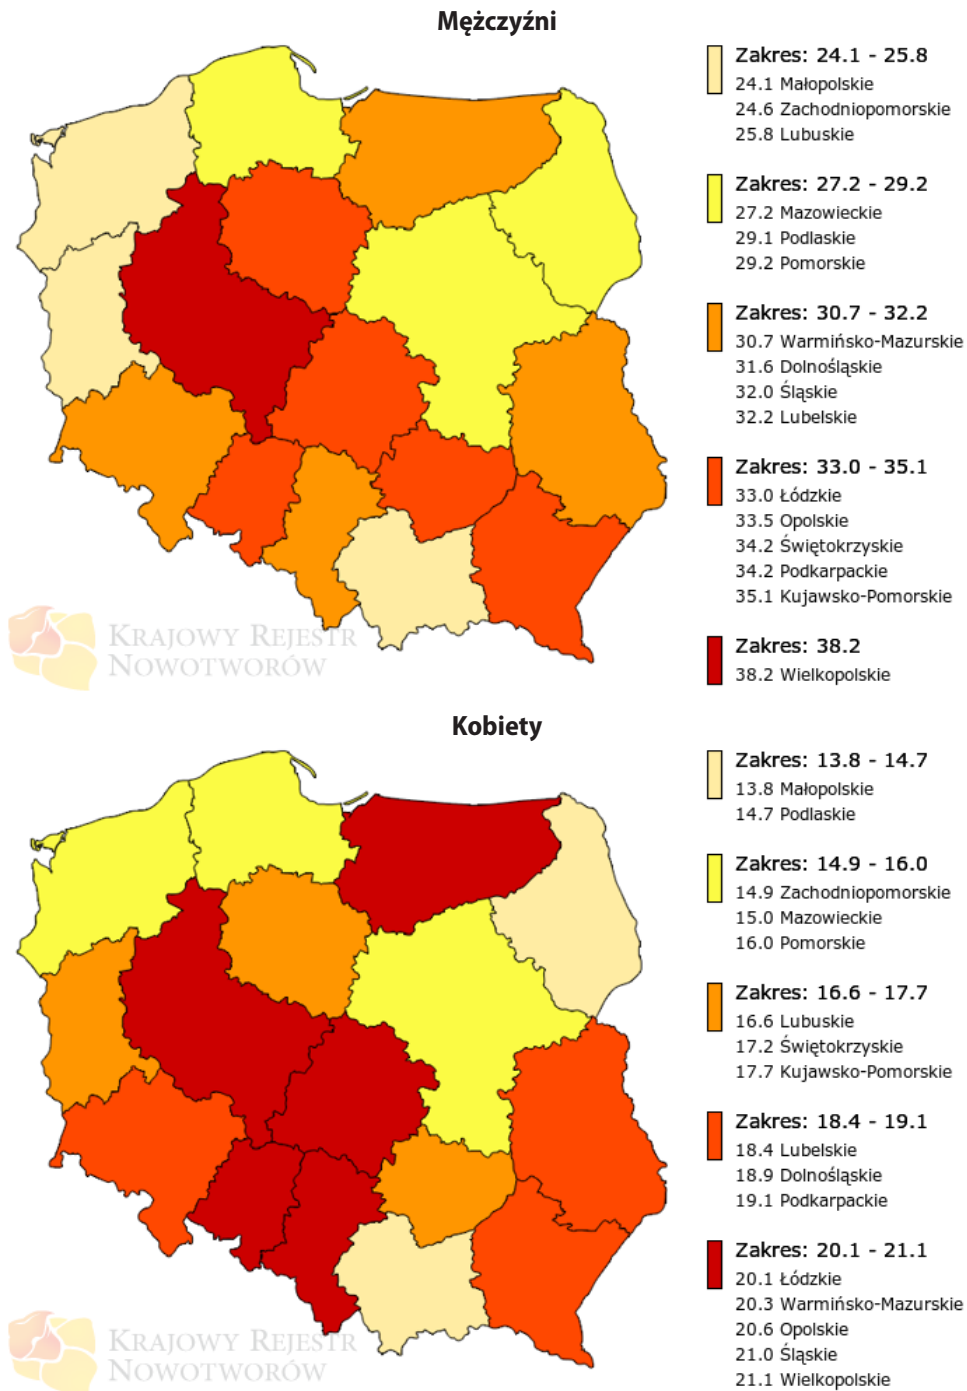 Mężczyźni
Zakres: 24.1 - 25.8
24.1 Małopolskie
24.6 Zachodniopomorskie
25.8 Lubuskie
Zakres: 27.2 - 29.2
27.2 Mazowieckie
29.1 Podlaskie
29.2 Pomorskie
Zakres: 30.7 - 32.2
30.7 Warmińsko-Mazurskie
31.6 Dolnośląskie
32.0 Śląskie
32.2 Lubelskie
Zakres: 33.0 - 35.1
33.0 Łódzkie
33.5 Opolskie
34.2 Świętokrzyskie
34.2 Podkarpackie
35.1 Kujawsko-Pomorskie
Zakres: 38.2
38.2 Wielkopolskie
KRAJOWY REJESTR
NOWOTWORÓW
Kobiety
Zakres: 13.8 - 14.7
13.8 Małopolskie
14.7 Podlaskie
Zakres: 14.9 - 16.0
14.9 Zachodniopomorskie
15.0 Mazowieckie
16.0 Pomorskie
Zakres: 16.6 - 17.7
16.6 Lubuskie
17.2 Świętokrzyskie
17.7 Kujawsko-Pomorskie
Zakres: 18.4 - 19.1
18.4 Lubelskie
18.9 Dolnośląskie
19.1 Podkarpackie
Zakres: 20.1 - 21.1
20.1 Łódzkie
20.3 Warmińsko-Mazurskie
20.6 Opolskie
21.0 Śląskie
21.1 Wielkopolskie
KRAJOWY REJESTR
NOWOTWORÓW